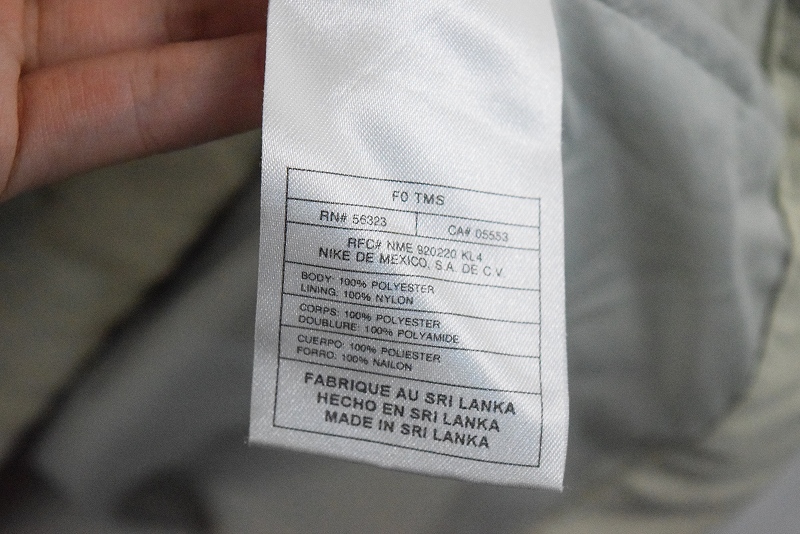 F0 TMS
RN# 56323
CA# 05553
RFC# NME 920220 KL4
NIKE DE MEXICO, S.A. DE C.V.
BODY: 100% POLYESTER
LINING: 100% NYLON
CORPS: 100% POLYESTER
DOUBLURE: 100% POLYAMIDE
CUERPO: 100% POLIESTER
FORRO: 100% NAILON
FABRIQUE AU SRI LANKA
HECHO EN SRI LANKA
MADE IN SRI LANKA